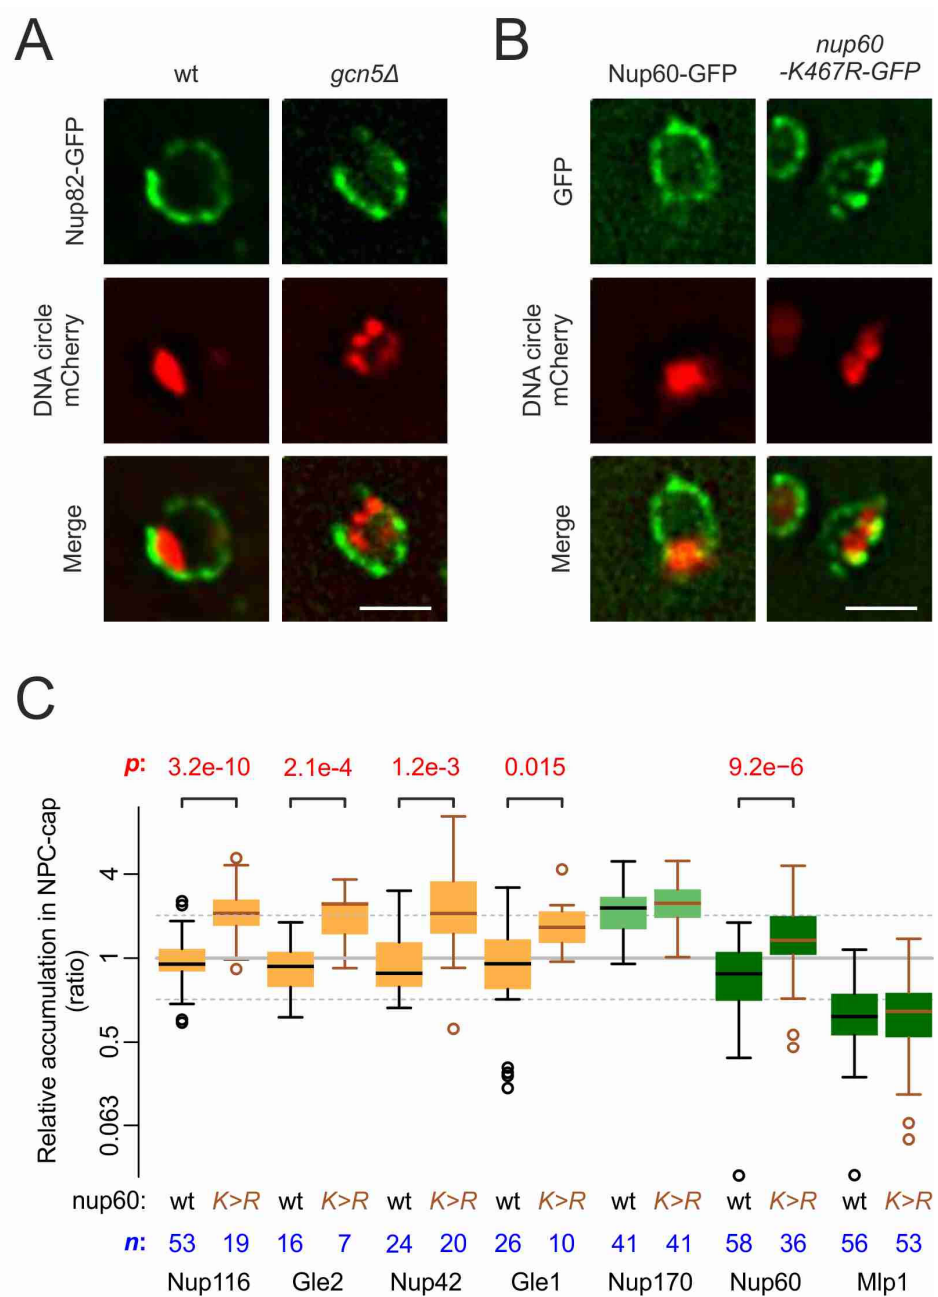 A
B
wt
gcn5Δ
Nup60-GFP
nup60
-K467R-GFP
Nup82-GFP
GFP
DNA circle
mCherry
DNA circle
mCherry
Merge
Merge
C
p:
3.2e-10
2.1e-4
1.2e-3
0.015
9.2e−6
Relative accumulation in NPC-cap
(ratio)
4
1
0.5
0.063
nup60:
wt
K>R
wt
K>R
wt
K>R
wt
K>R
wt
K>R
wt
K>R
wt
K>R
n:
53
19
16
7
24
20
26
10
41
41
58
36
56
53
Nup116
Gle2
Nup42
Gle1
Nup170
Nup60
Mlp1